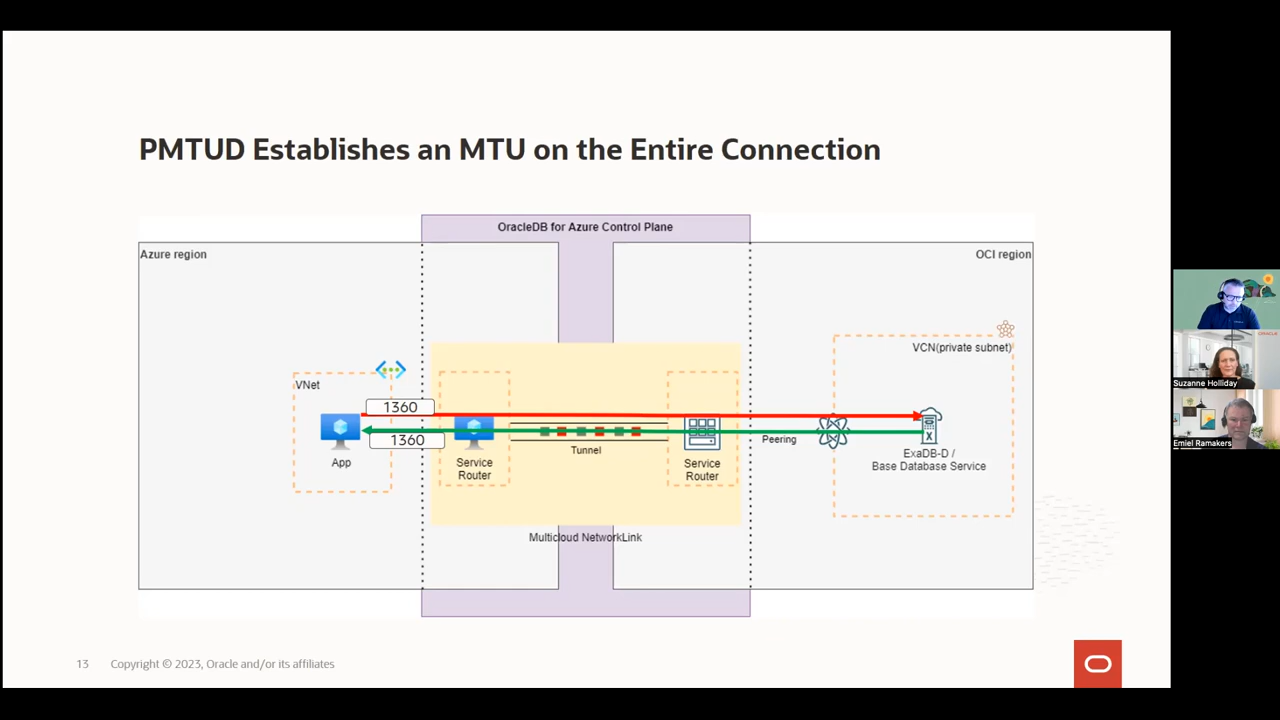 PMTUD Establishes an MTU on the Entire Connection
OracleDB for Azure Control Plane
Azure region
OCI region
VCN(private subnet)
VNet
1360
1360
App
Service
Router
Tunnel
Service
Router
Peering
ExaDB-D /
Base Database Service
Multicloud NetworkLink
Suzanne Holliday
Emiel Ramakers
13
Copyright © 2023, Oracle and/or its affiliates